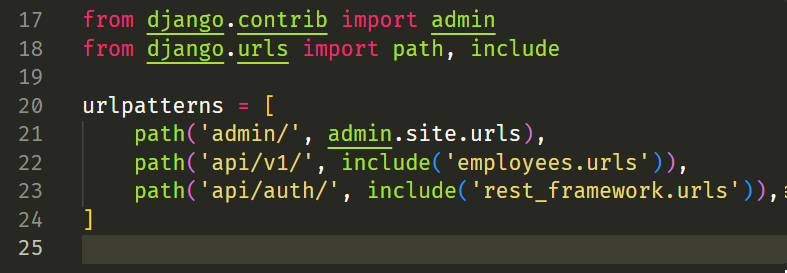 17 from django.contrib import admin
18 from django.urls import path, include
19
20 urlpatterns = [
21     path('admin/', admin.site.urls),
22     path('api/v1/', include('employees.urls')),
23     path('api/auth/', include('rest_framework.urls')),
24 ]
25